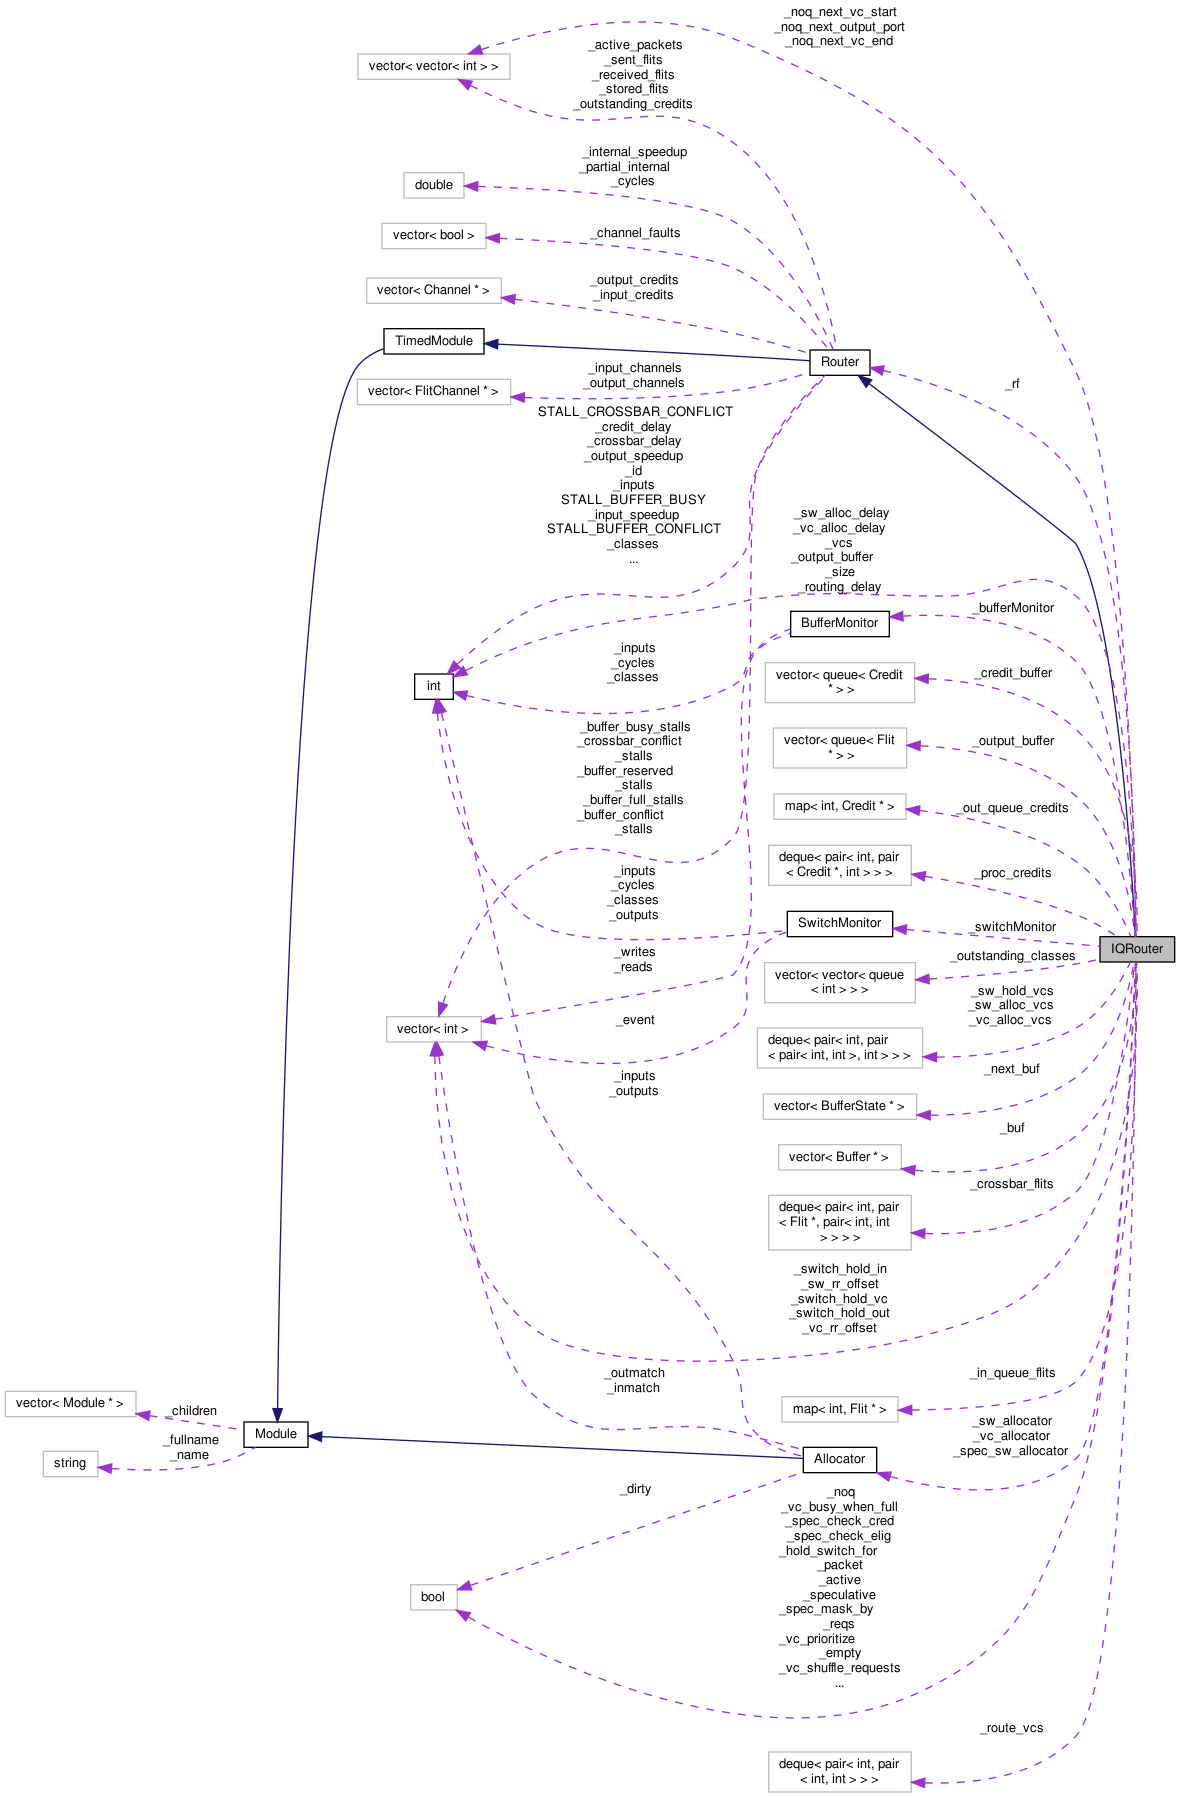 _noq_next_vc_start
_noq_next_output_port
_noq_next_vc_end
vector< vector< int > >
_active_packets
_sent_flits
_received_flits
_stored_flits
_outstanding_credits
_internal_speedup
_partial_internal
_cycles
double
vector< bool >
_channel_faults
vector< Channel * >
_output_credits
_input_credits
TimedModule
Router
vector< FlitChannel * >
_input_channels
_output_channels
_rf
STALL_CROSSBAR_CONFLICT
_credit_delay
_crossbar_delay
_output_speedup
_id
_inputs
STALL_BUFFER_BUSY
_input_speedup
STALL_BUFFER_CONFLICT
_classes
...
_sw_alloc_delay
_vc_alloc_delay
_vcs
_output_buffer
_size
_routing_delay
BufferMonitor
_bufferMonitor
_inputs
_cycles
_classes
int
vector< queue< Credit
* > >
_credit_buffer
_buffer_busy_stalls
_crossbar_conflict
_stalls
_buffer_reserved
_stalls
_buffer_full_stalls
_buffer_conflict
_stalls
vector< queue< Flit
* > >
_output_buffer
map< int, Credit * >
_out_queue_credits
deque< pair< int, pair
< Credit *, int > > >
_proc_credits
_inputs
_cycles
_classes
_outputs
SwitchMonitor
_switchMonitor
IQRouter
_writes
_reads
vector< vector< queue
< int > > >
_outstanding_classes
vector< int >
_event
_sw_hold_vcs
_sw_alloc_vcs
_vc_alloc_vcs
deque< pair< int, pair
< pair< int, int >, int > > >
_inputs
_outputs
_next_buf
vector< BufferState * >
_buf
vector< Buffer * >
_crossbar_flits
deque< pair< int, pair
< Flit *, pair< int, int
> > > >
_switch_hold_in
_sw_rr_offset
_switch_hold_vc
_switch_hold_out
_vc_rr_offset
_outmatch
_inmatch
_in_queue_flits
map< int, Flit * >
vector< Module * >
_children
Module
string
_fullname
_name
_sw_allocator
_vc_allocator
_spec_sw_allocator
Allocator
_dirty
_noq
_vc_busy_when_full
_spec_check_cred
_spec_check_elig
_hold_switch_for
_packet
_active
_speculative
_spec_mask_by
_reqs
_vc_prioritize
_empty
_vc_shuffle_requests
...
bool
_route_vcs
deque< pair< int, pair
< int, int > > >